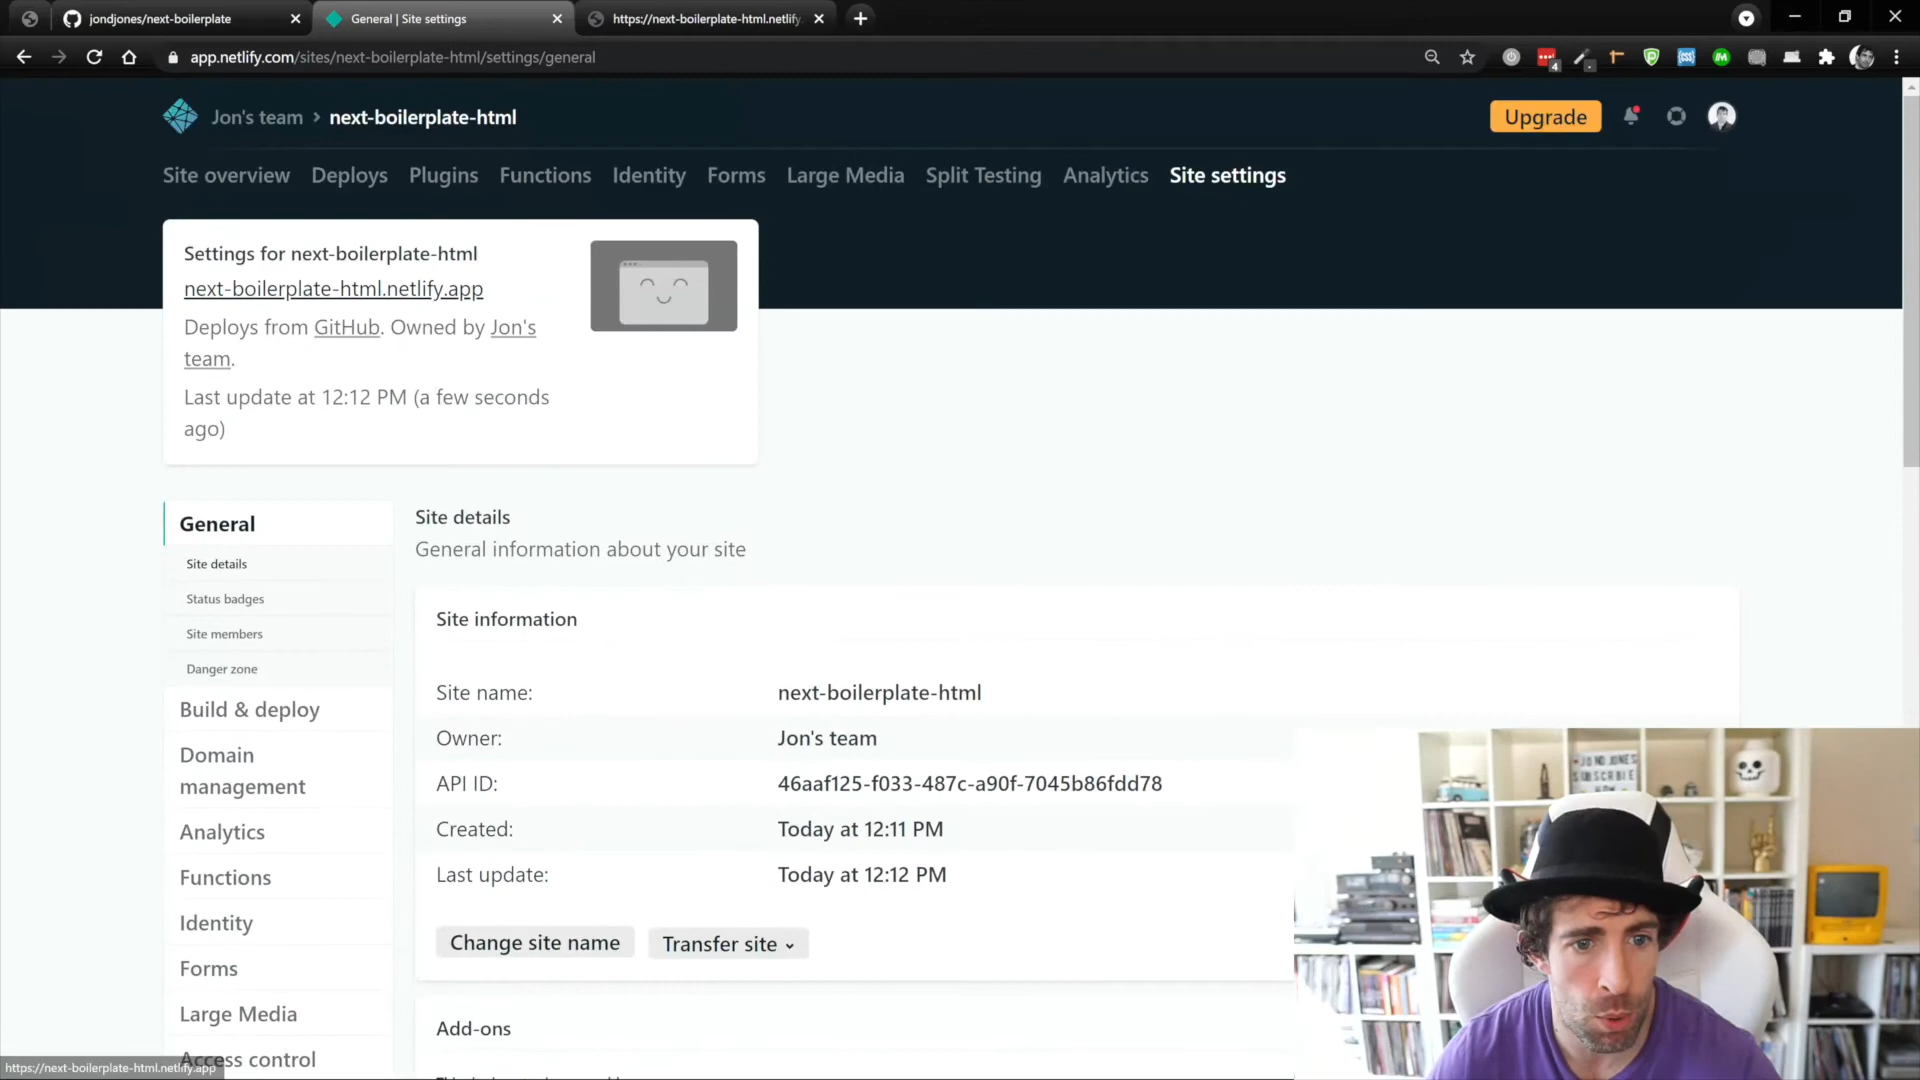 jondjones/next-boilerplate
General | Site settings
https://next-boilerplate-html.netlify.
app.netlify.com/sites/next-boilerplate-html/settings/general
4
Jon's team > next-boilerplate-html
Upgrade
Site overview Deploys Plugins Functions Identity Forms Large Media Split Testing Analytics Site settings
Settings for next-boilerplate-html
next-boilerplate-html.netlify.app
Deploys from GitHub. Owned by Jon's
team.
Last update at 12:12 PM (a few seconds
ago)
General
Site details
Status badges
Site members
Danger zone
Build & deploy
Domain
management
Analytics
Functions
Identity
Forms
Large Media
Access control
Site details
General information about your site
Site information
Site name: next-boilerplate-html
Owner: Jon's team
API ID: 46aaf125-f033-487c-a90f-7045b86fdd78
Created: Today at 12:11 PM
Last update: Today at 12:12 PM
Change site name Transfer site
Add-ons
JOND JONES
SUBSCRIBE
https://next-boilerplate-html.netlify.app